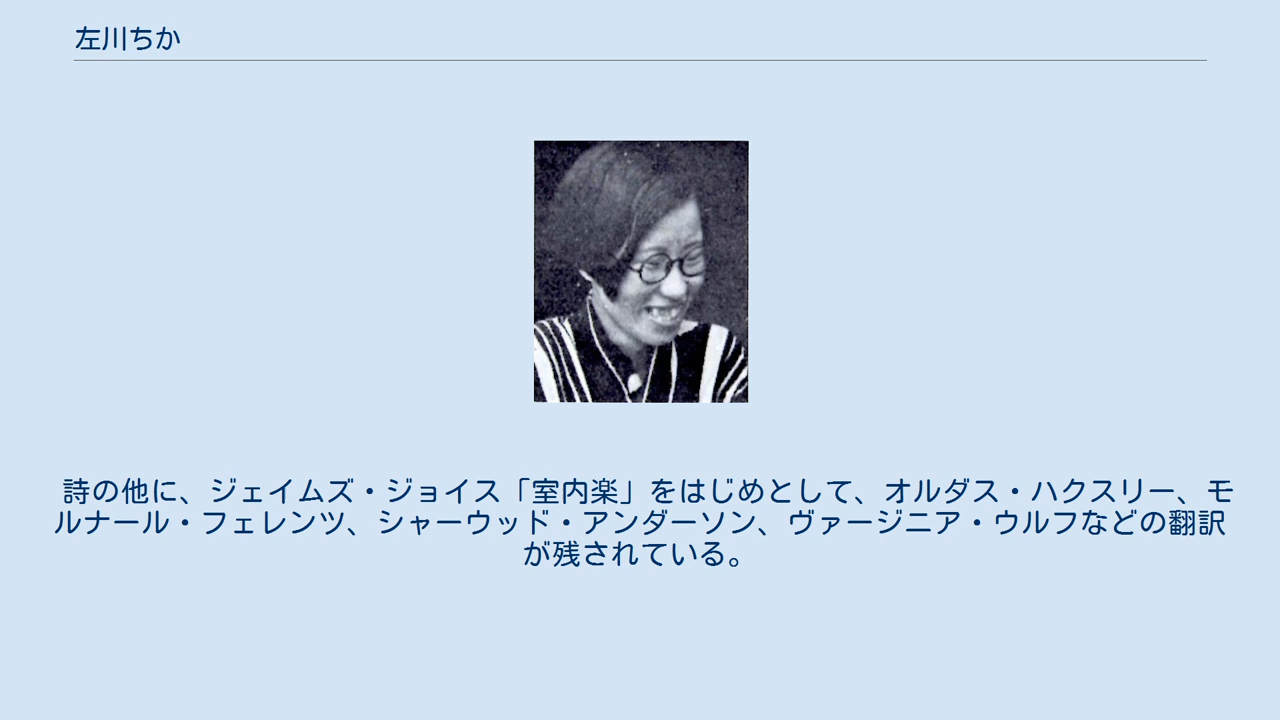 左川ちか
詩の他に、ジェイムズ・ジョイス「室内楽」をはじめとして、オルダス・ハクスリー、モ
ルナール・フェレンツ、シャーウッド・アンダーソン、ヴァージニア・ウルフなどの翻訳
が残されている。